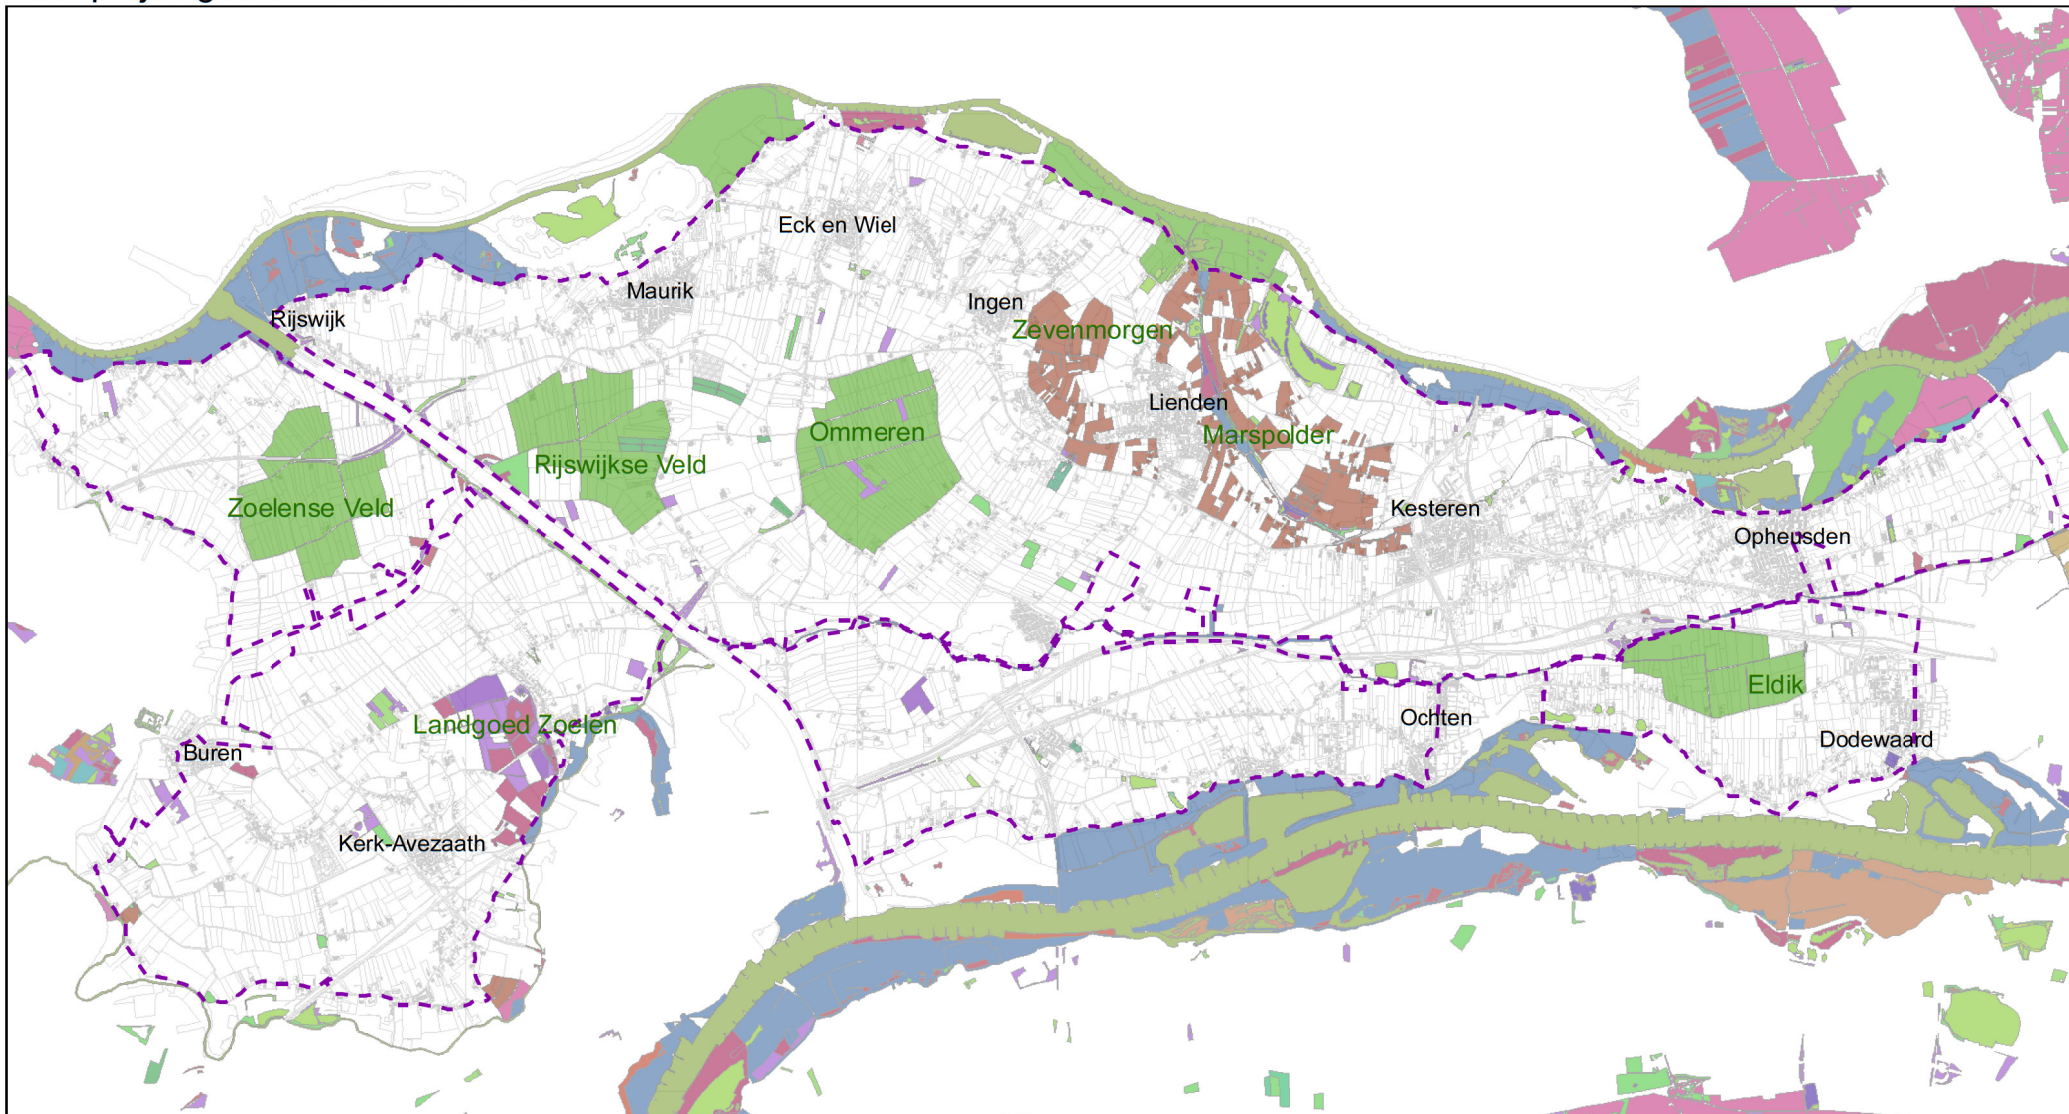 Eck en Wiel
Maurik
Ingen
Rijswijk
Zevenmorgen
Lienden
Ommeren
Marspolder
Rijswijkse Veld
Zoelense Veld
Kesteren
Opheusden
Eldik
Landgoed Zoelen
Ochten
Dodewaard
Buren
Kerk-Avezaath